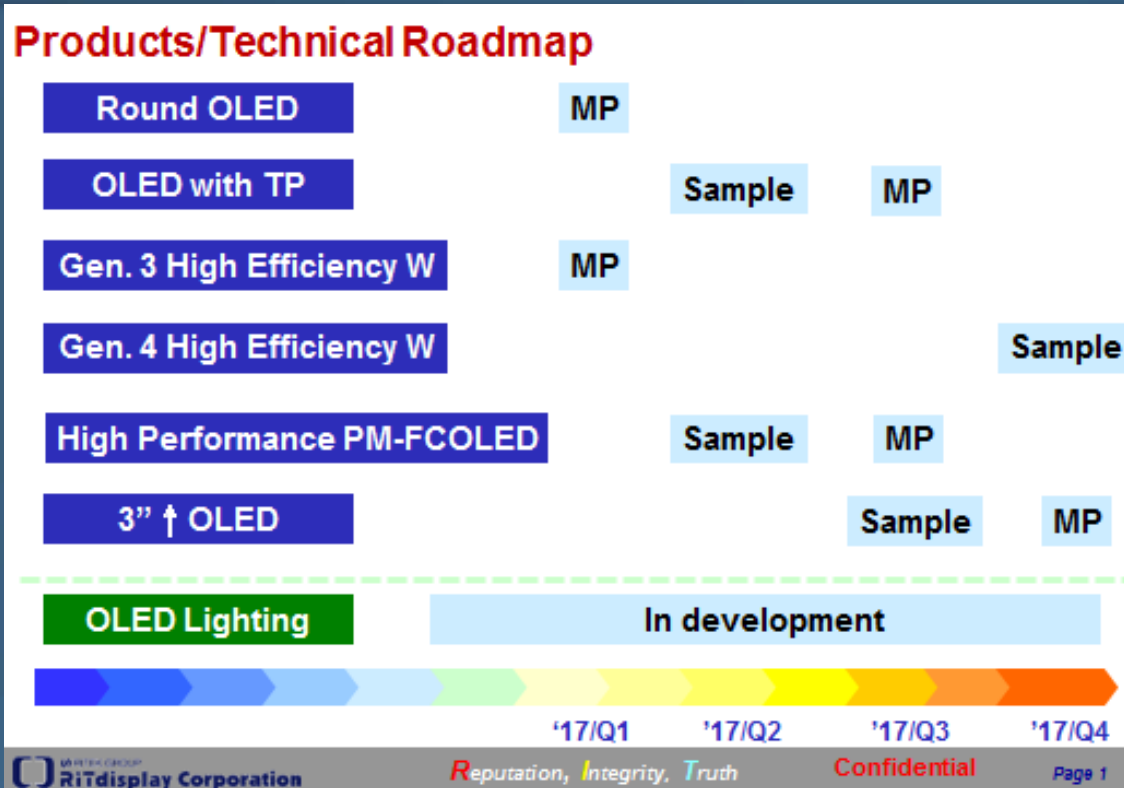 Products/Technical Roadmap
Round OLED MP
OLED with TP Sample MP
Gen. 3 High Efficiency W MP
Gen. 4 High Efficiency W Sample
High Performance PM-FCOLED Sample MP
3” ↑ OLED Sample MP
OLED Lighting In development
‘17/Q1 ’17/Q2 ’17/Q3 ’17/Q4
RITEK GROUP
RiTdisplay Corporation Reputation, Integrity, Truth Confidential Page 1